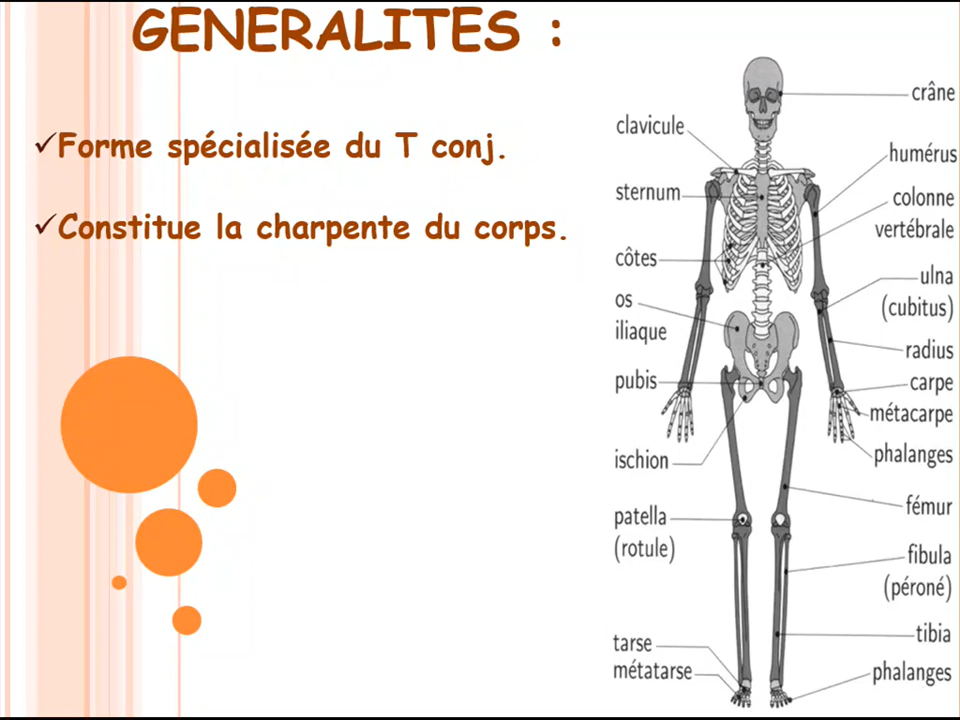 GENERALITES :
✓Forme spécialisée du T conj.
✓Constitue la charpente du corps.
clavicule
sternum
côtes
os
iliaque
pubis
ischion
patella
(rotule)
tarse
métatarse
crâne
humérus
colonne
vertébrale
ulna
(cubitus)
radius
carpe
métacarpe
phalanges
fémur
fibula
(péroné)
tibia
phalanges